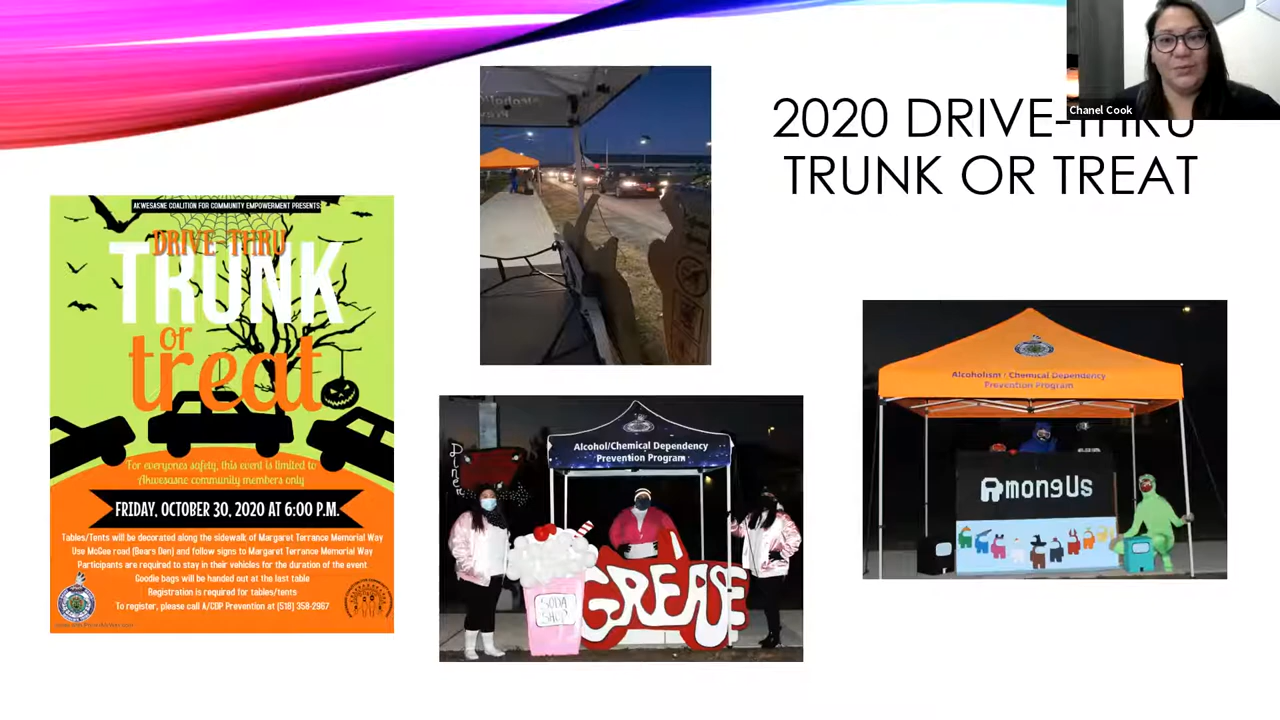 Chanel Cook
2020 DRIVE-THRU
TRUNK OR TREAT
AKWESASNE COALITION FOR COMMUNITY EMPOWERMENT PRESENTS:
DRIVE-THRU
TRUNK
or
treat
"For everyones safety, this event is limited to
Akwesasne community members only
FRIDAY, OCTOBER 30, 2020 AT 6:00 P.M.
Tables/Tents will be decorated along the sidewalk of Margaret Terrance Memorial Way
Use McGee road (Bears Den) and follow signs to Margaret Terrance Memorial Way
Participants are required to stay in their vehicles for the duration of the event
Goodie bags will be handed out at the last table
Registration is required for tables/tents
To register, please call A/CDP Prevention at (518) 358-2967
Alcohol/Chemical Dependency
Prevention Program
Diner
SODA
SHOP
GREASE
Alcoholism - Chemical Dependency
Prevention Program
AmongUs